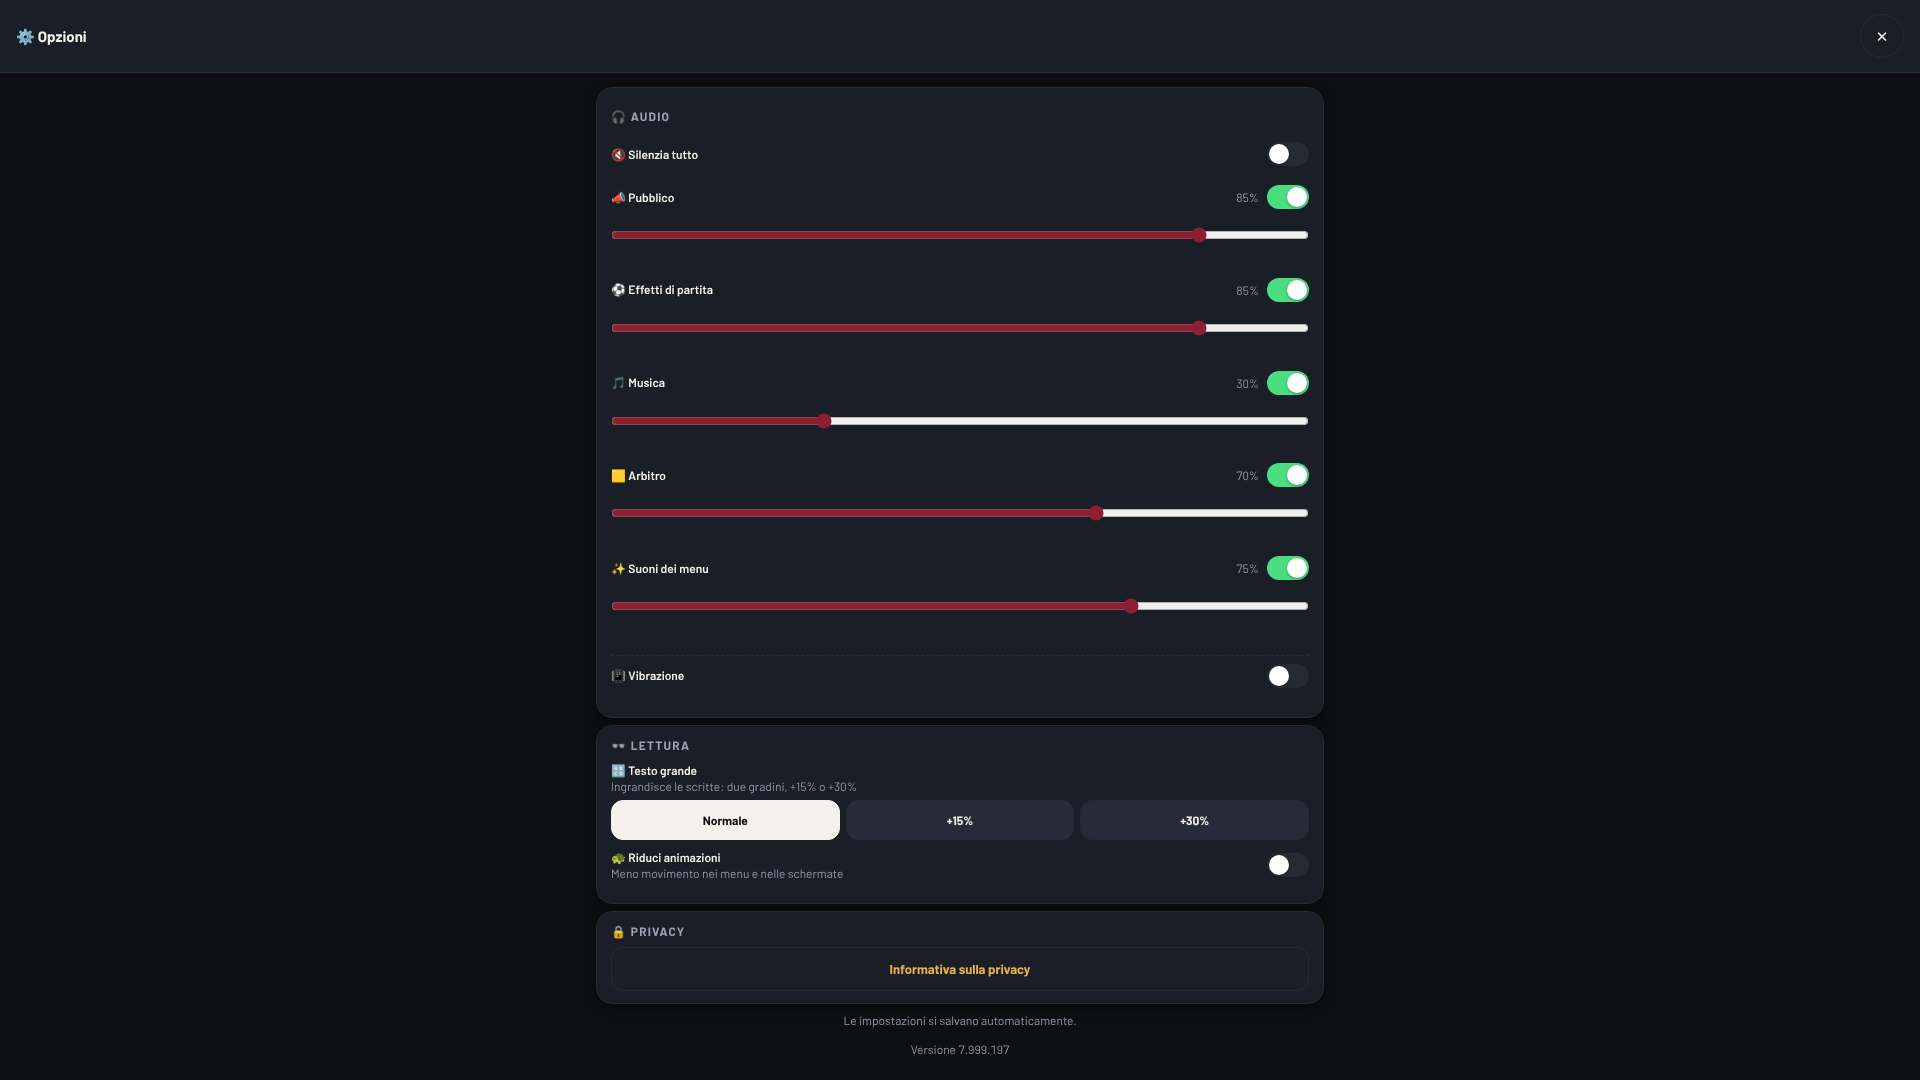 Opzioni
AUDIO
Silenzia tutto
Pubblico 85%
Effetti di partita 85%
Musica 30%
Arbitro 70%
Suoni dei menu 75%
Vibrazione
LETTURA
Testo grande
Ingrandisce le scritte: due gradini, +15% o +30%
Normale +15% +30%
Riduci animazioni
Meno movimento nei menu e nelle schermate
PRIVACY
Informativa sulla privacy
Le impostazioni si salvano automaticamente.
Versione 7.999.197